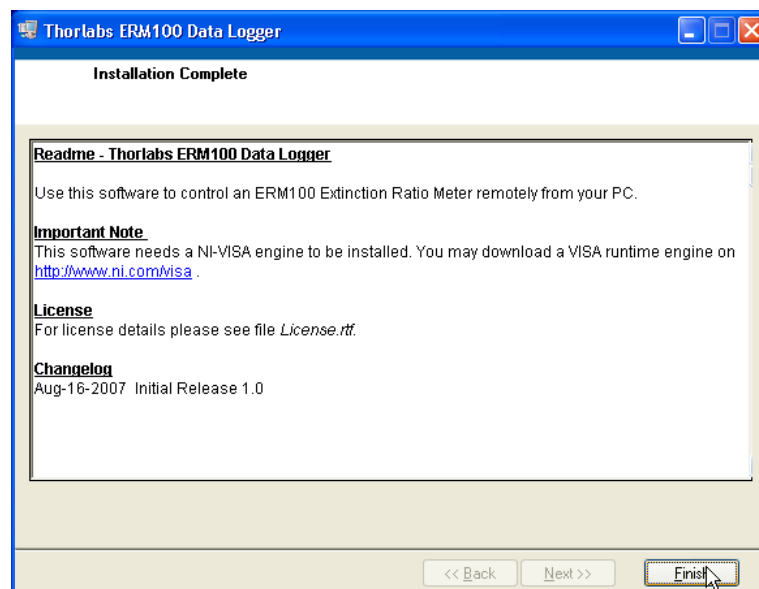 Thorlabs ERM100 Data Logger
Installation Complete
Readme - Thorlabs ERM100 Data Logger
Use this software to control an ERM100 Extinction Ratio Meter remotely from your PC.
Important Note
This software needs a NI-VISA engine to be installed. You may download a VISA runtime engine on
http://www.ni.com/visa .
License
For license details please see file License.rtf.
Changelog
Aug-16-2007 Initial Release 1.0
<< Back Next >> Finish